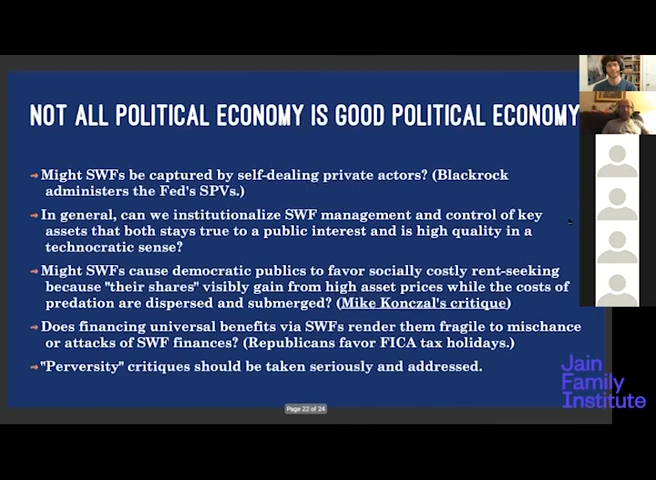 NOT ALL POLITICAL ECONOMY IS GOOD POLITICAL ECONOMY
→ Might SWFs be captured by self-dealing private actors? (Blackrock
administers the Fed's SPVs.)
→ In general, can we institutionalize SWF management and control of key
assets that both stays true to a public interest and is high quality in a
technocratic sense?
→ Might SWFs cause democratic publics to favor socially costly rent-seeking
because "their shares" visibly gain from high asset prices while the costs of
predation are dispersed and submerged? (Mike Konczal's critique)
→ Does financing universal benefits via SWFs render them fragile to mischance
or attacks of SWF finances? (Republicans favor FICA tax holidays.)
→ "Perversity" critiques should be taken seriously and addressed.
Jain
Family
Institute
Page 22 of 24